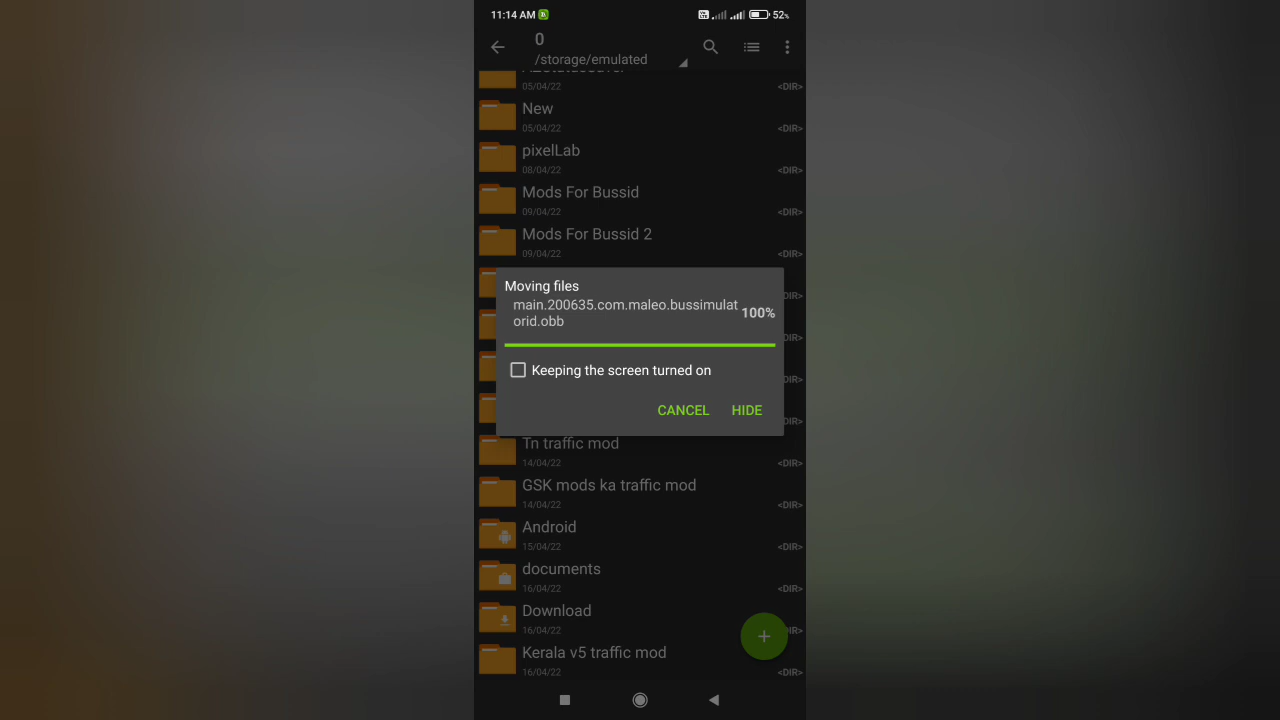 11:14 AM
52%
0
/storage/emulated
05/04/22 <DIR>
New
05/04/22 <DIR>
pixelLab
08/04/22 <DIR>
Mods For Bussid
09/04/22 <DIR>
Mods For Bussid 2
09/04/22 <DIR>
Moving files
main.200635.com.maleo.bussimulat
orid.obb
100%
Keeping the screen turned on
CANCEL HIDE
Tn traffic mod
14/04/22 <DIR>
GSK mods ka traffic mod
14/04/22 <DIR>
Android
15/04/22 <DIR>
documents
16/04/22 <DIR>
Download
16/04/22
Kerala v5 traffic mod
16/04/22 <DIR>